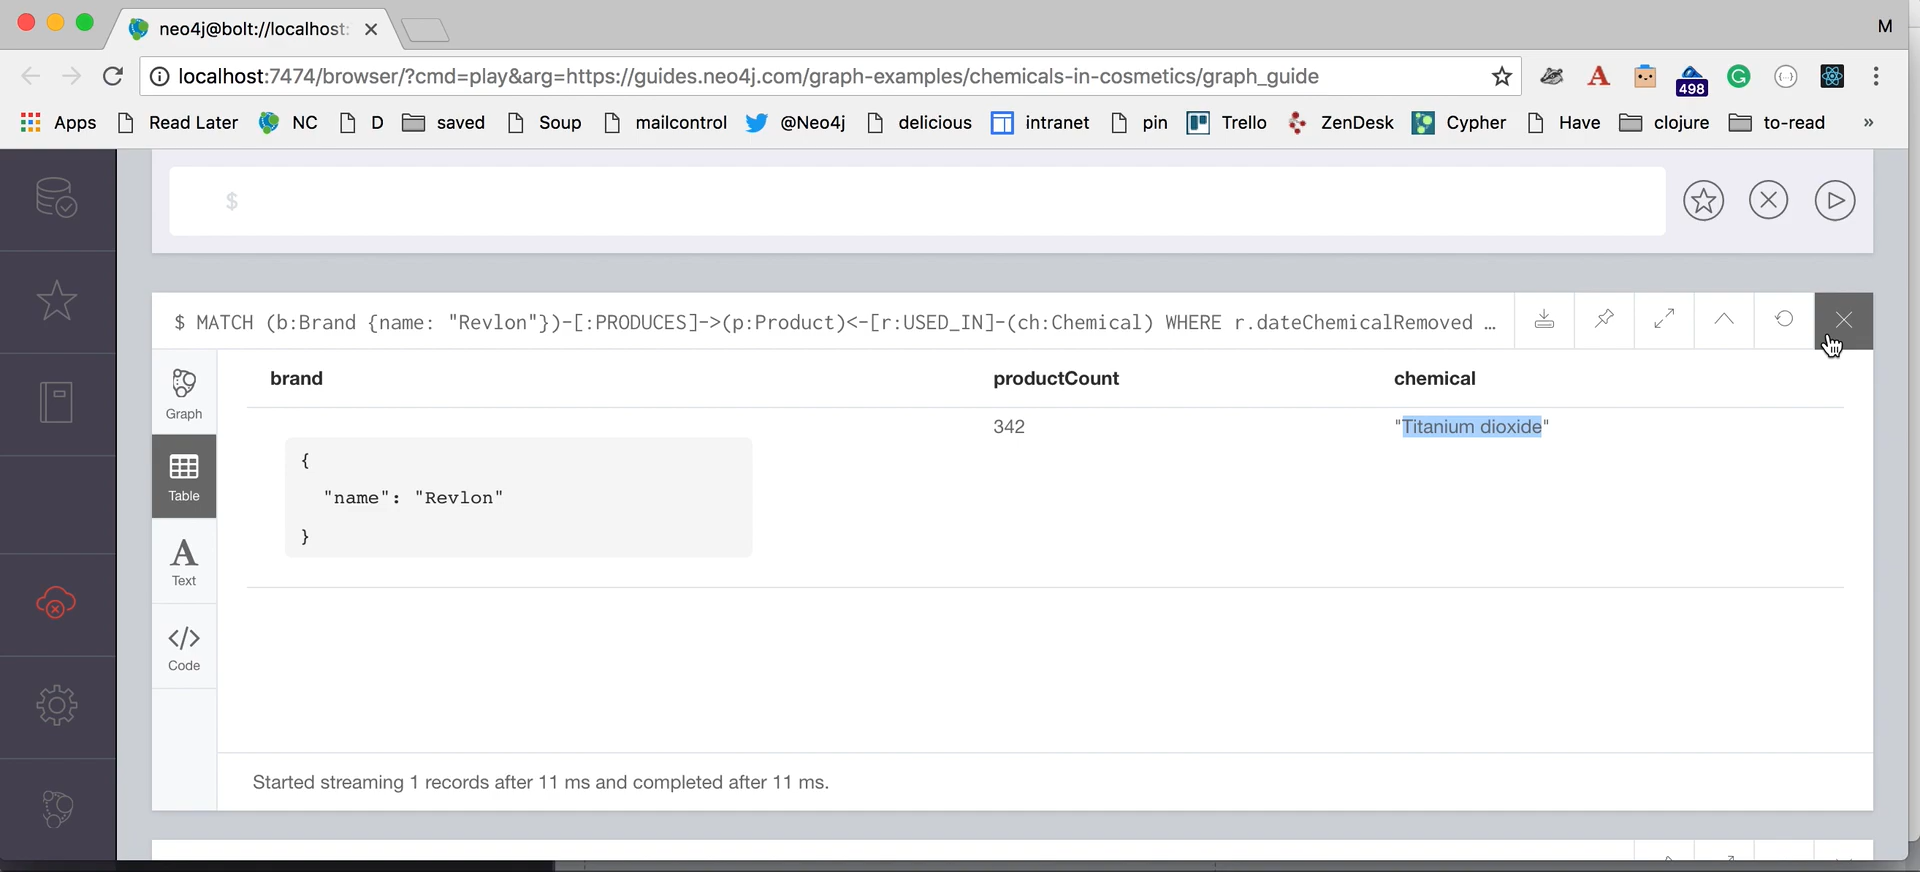 neo4j@bolt://localhost:
M
localhost:7474/browser/?cmd=play&arg=https://guides.neo4j.com/graph-examples/chemicals-in-cosmetics/graph_guide
498
Apps Read Later NC D saved Soup mailcontrol @Neo4j delicious intranet pin Trello ZenDesk Cypher Have clojure to-read »
$
$ MATCH (b:Brand {name: "Revlon"})-[:PRODUCES]->(p:Product)<-[r:USED_IN]-(ch:Chemical) WHERE r.dateChemicalRemoved …
Graph
Table
Text
Code
brand productCount chemical
342 "Titanium dioxide"
{
"name": "Revlon"
}
Started streaming 1 records after 11 ms and completed after 11 ms.